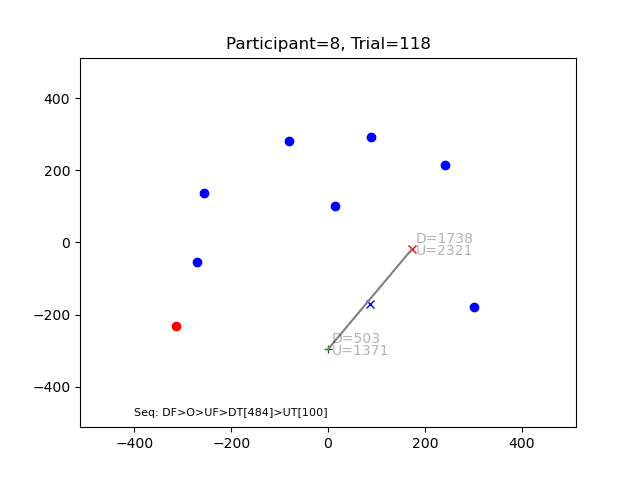 Participant=8, Trial=118
400
200
0
−200
−400
D=1738
U=2321
D=503
U=1371
Seq: DF>O>UF>DT[484]>UT[100]
−400 −200 0 200 400